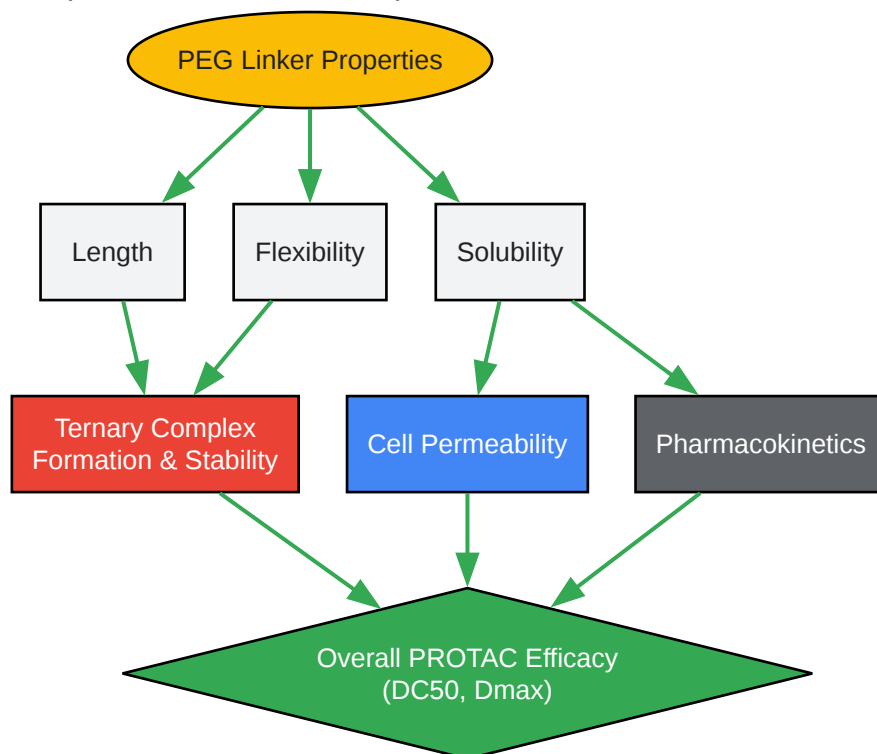 PEG Linker Properties
Length
Flexibility
Solubility
Ternary Complex
Formation & Stability
Cell Permeability
Pharmacokinetics
Overall PROTAC Efficacy
(DC50, Dmax)